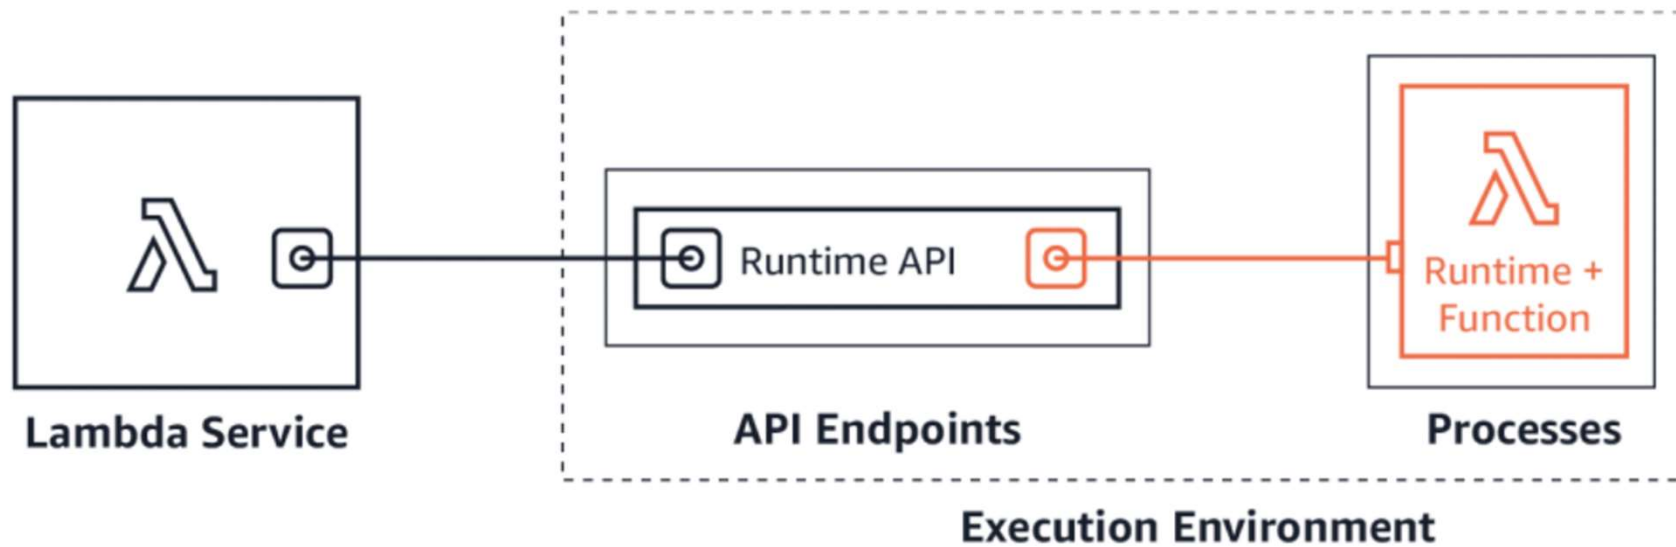 Runtime API
Runtime +
Function
Lambda Service
API Endpoints
Processes
Execution Environment